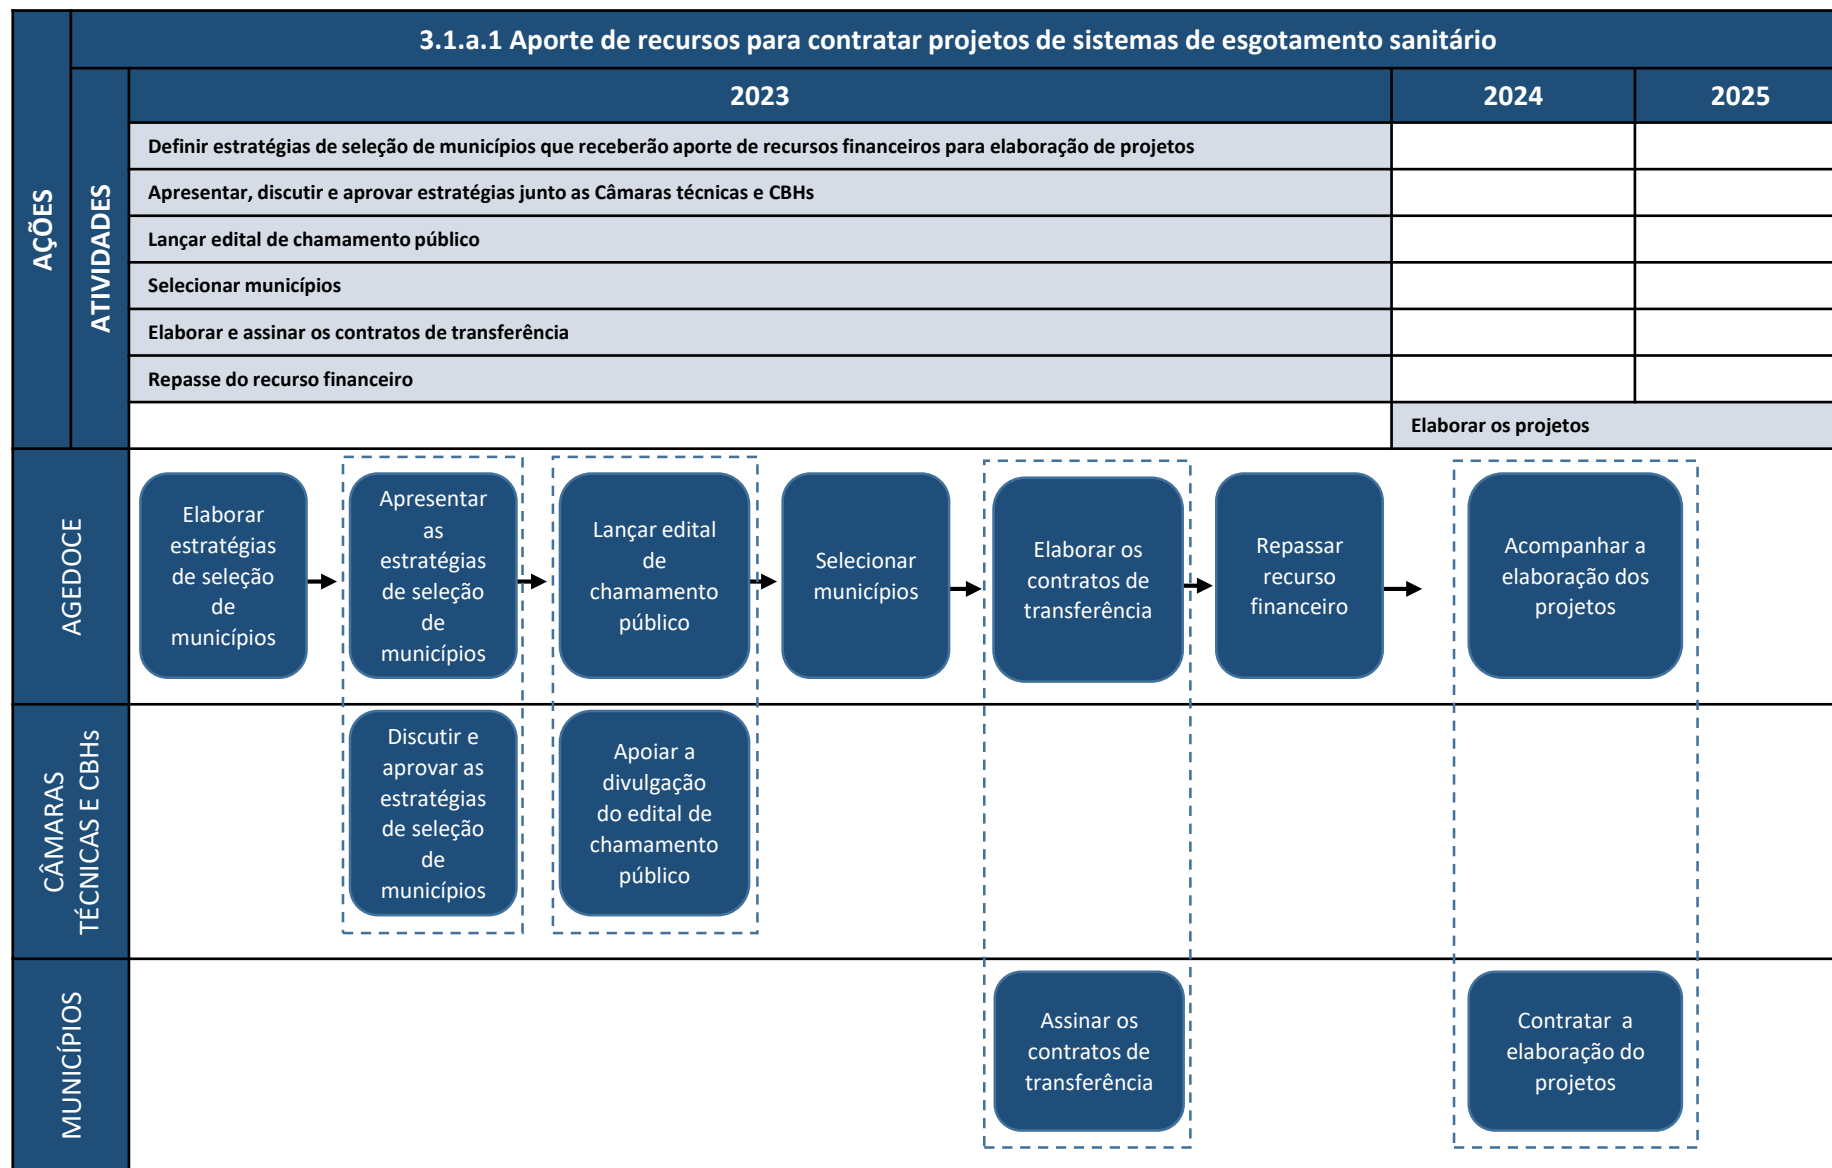 3.1.a.1 Aporte de recursos para contratar projetos de sistemas de esgotamento sanitário
AÇÕES
ATIVIDADES
2023
2024
2025
Definir estratégias de seleção de municípios que receberão aporte de recursos financeiros para elaboração de projetos
Apresentar, discutir e aprovar estratégias junto as Câmaras técnicas e CBHs
Lançar edital de chamamento público
Selecionar municípios
Elaborar e assinar os contratos de transferência
Repasse do recurso financeiro
Elaborar os projetos
AGEDOCE
Elaborar
estratégias
de seleção
de
municípios
Apresentar
as
estratégias
de seleção
de
municípios
Lançar edital
de
chamamento
público
Selecionar
municípios
Elaborar os
contratos de
transferência
Repassar
recurso
financeiro
Acompanhar a
elaboração dos
projetos
CÂMARAS
TÉCNICAS E CBHs
Discutir e
aprovar as
estratégias
de seleção
de
municípios
Apoiar a
divulgação
do edital de
chamamento
público
MUNICÍPIOS
Assinar os
contratos de
transferência
Contratar  a
elaboração do
projetos